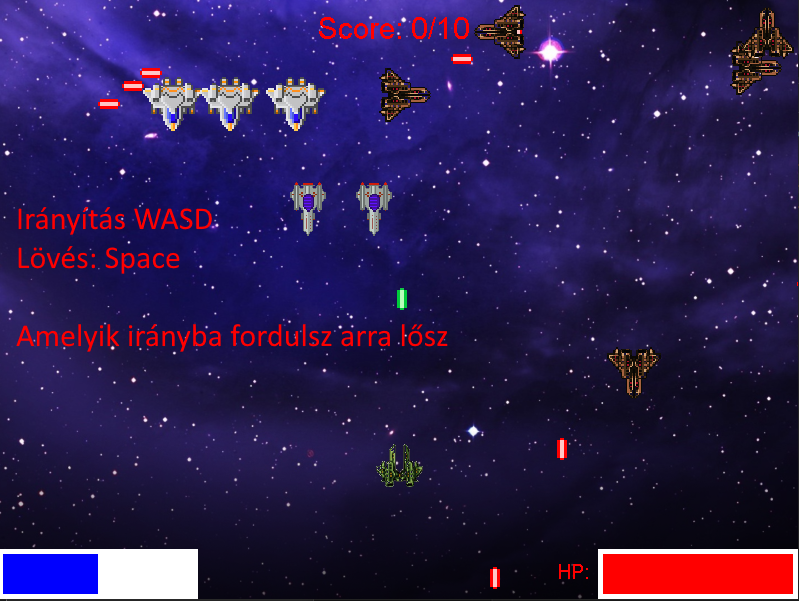 Score: 0/10
Irányítás WASD
Lövés: Space
Amelyik irányba fordulsz arra lősz
HP: